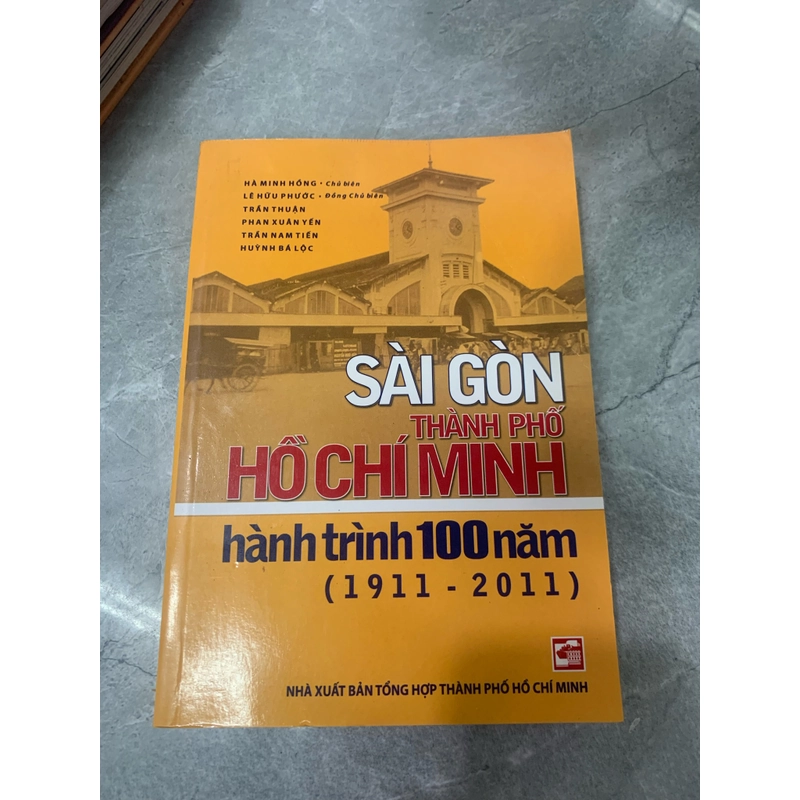 HÀ MINH HỒNG - Chủ biên
LÊ HỮU PHƯỚC - Đồng Chủ biên
TRẦN THUẬN
PHAN XUÂN YẾN
TRẦN NAM TIẾN
HUỲNH BÁ LỘC
SÀI GÒN
THÀNH PHỐ
HỒ CHÍ MINH
hành trình 100 năm
(1911 - 2011)
NHÀ XUẤT BẢN TỔNG HỢP THÀNH PHỐ HỒ CHÍ MINH